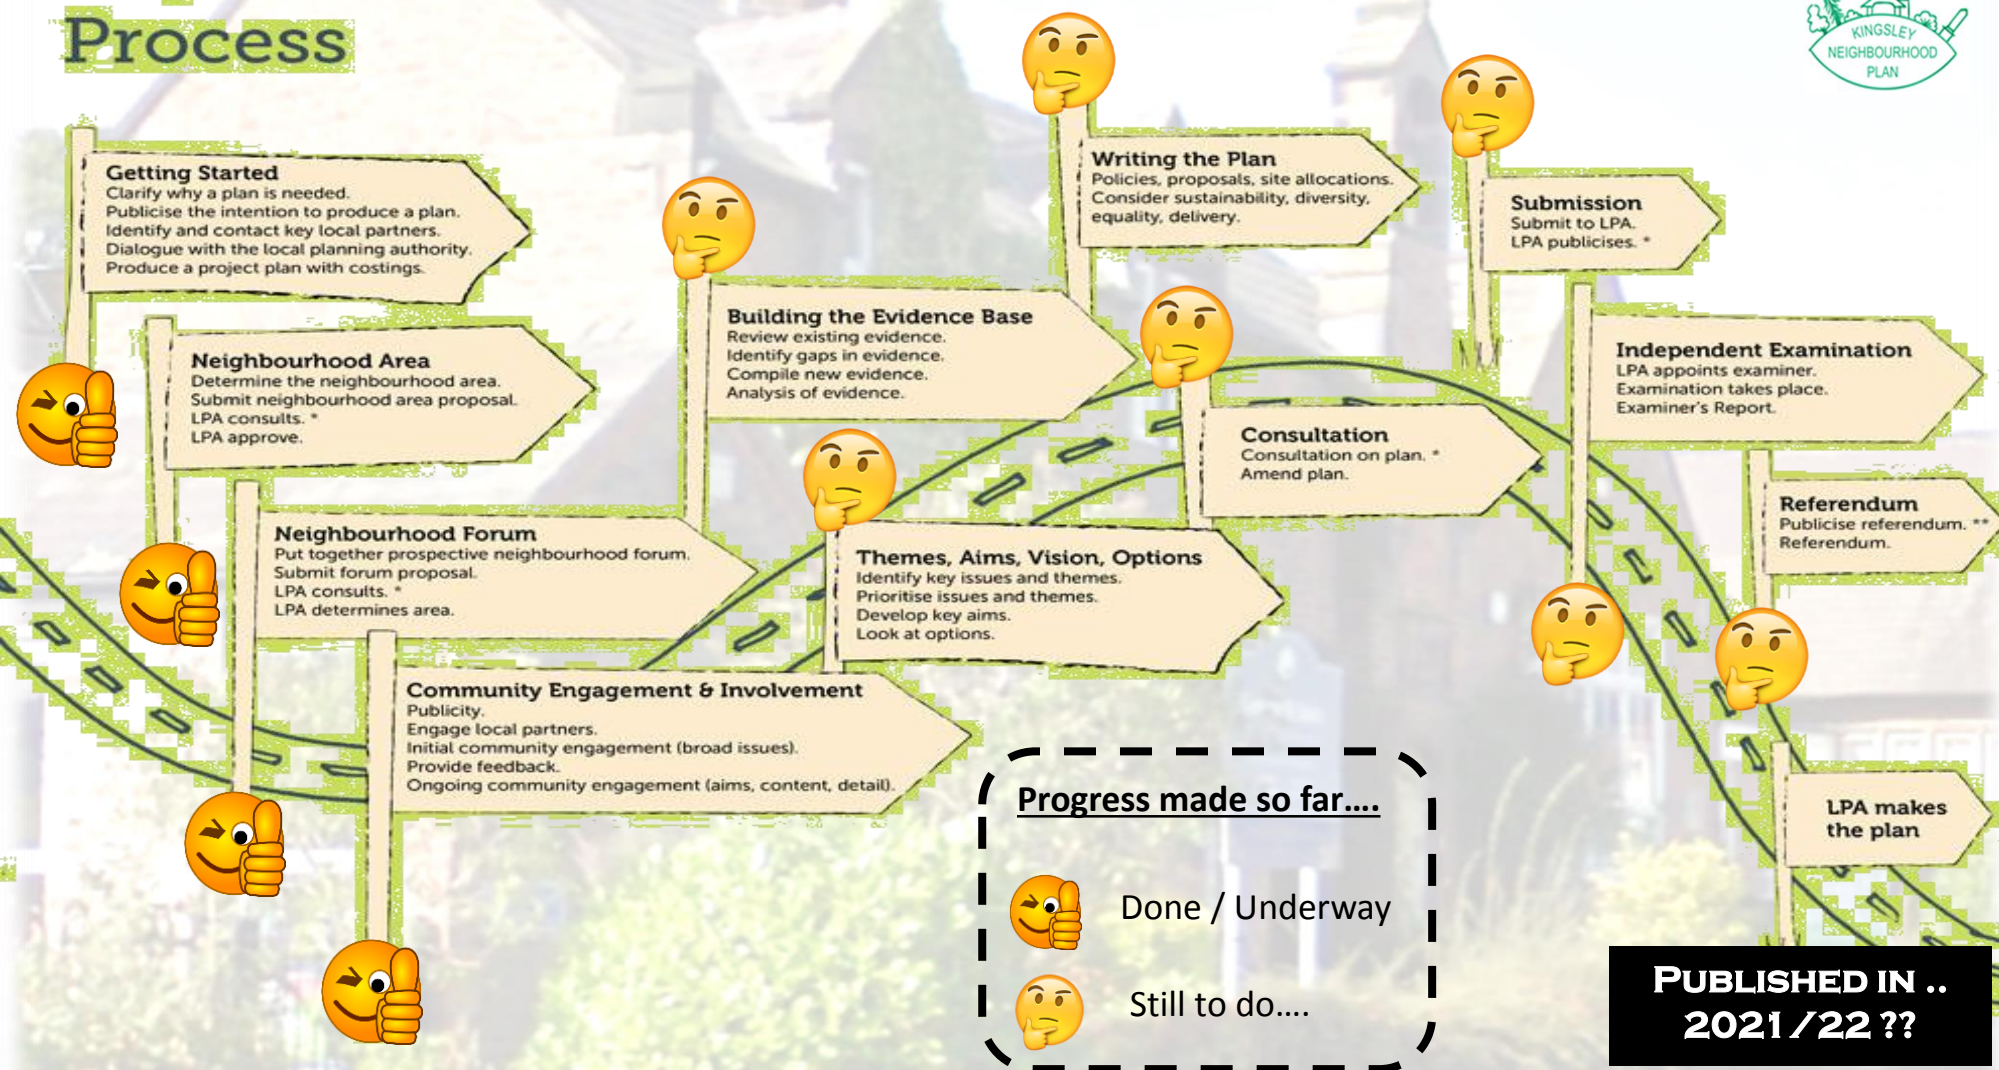 Process
KINGSLEY
NEIGHBOURHOOD
PLAN
Getting Started
Clarify why a plan is needed.
Publicise the intention to produce a plan.
Identify and contact key local partners.
Dialogue with the local planning authority.
Produce a project plan with costings.
Neighbourhood Area
Determine the neighbourhood area.
Submit neighbourhood area proposal.
LPA consults. *
LPA approve.
Neighbourhood Forum
Put together prospective neighbourhood forum.
Submit forum proposal.
LPA consults. *
LPA determines area.
Community Engagement & Involvement
Publicity.
Engage local partners.
Initial community engagement (broad issues).
Provide feedback.
Ongoing community engagement (aims, content, detail).
Building the Evidence Base
Review existing evidence.
Identify gaps in evidence.
Compile new evidence.
Analysis of evidence.
Themes, Aims, Vision, Options
Identify key issues and themes.
Prioritise issues and themes.
Develop key aims.
Look at options.
Writing the Plan
Policies, proposals, site allocations.
Consider sustainability, diversity,
equality, delivery.
Consultation
Consultation on plan. *
Amend plan.
Submission
Submit to LPA.
LPA publicises. *
Independent Examination
LPA appoints examiner.
Examination takes place.
Examiner's Report.
Referendum
Publicise referendum. **
Referendum.
LPA makes
the plan
Progress made so far....
Done / Underway
Still to do....
PUBLISHED IN ..
2021/22 ??